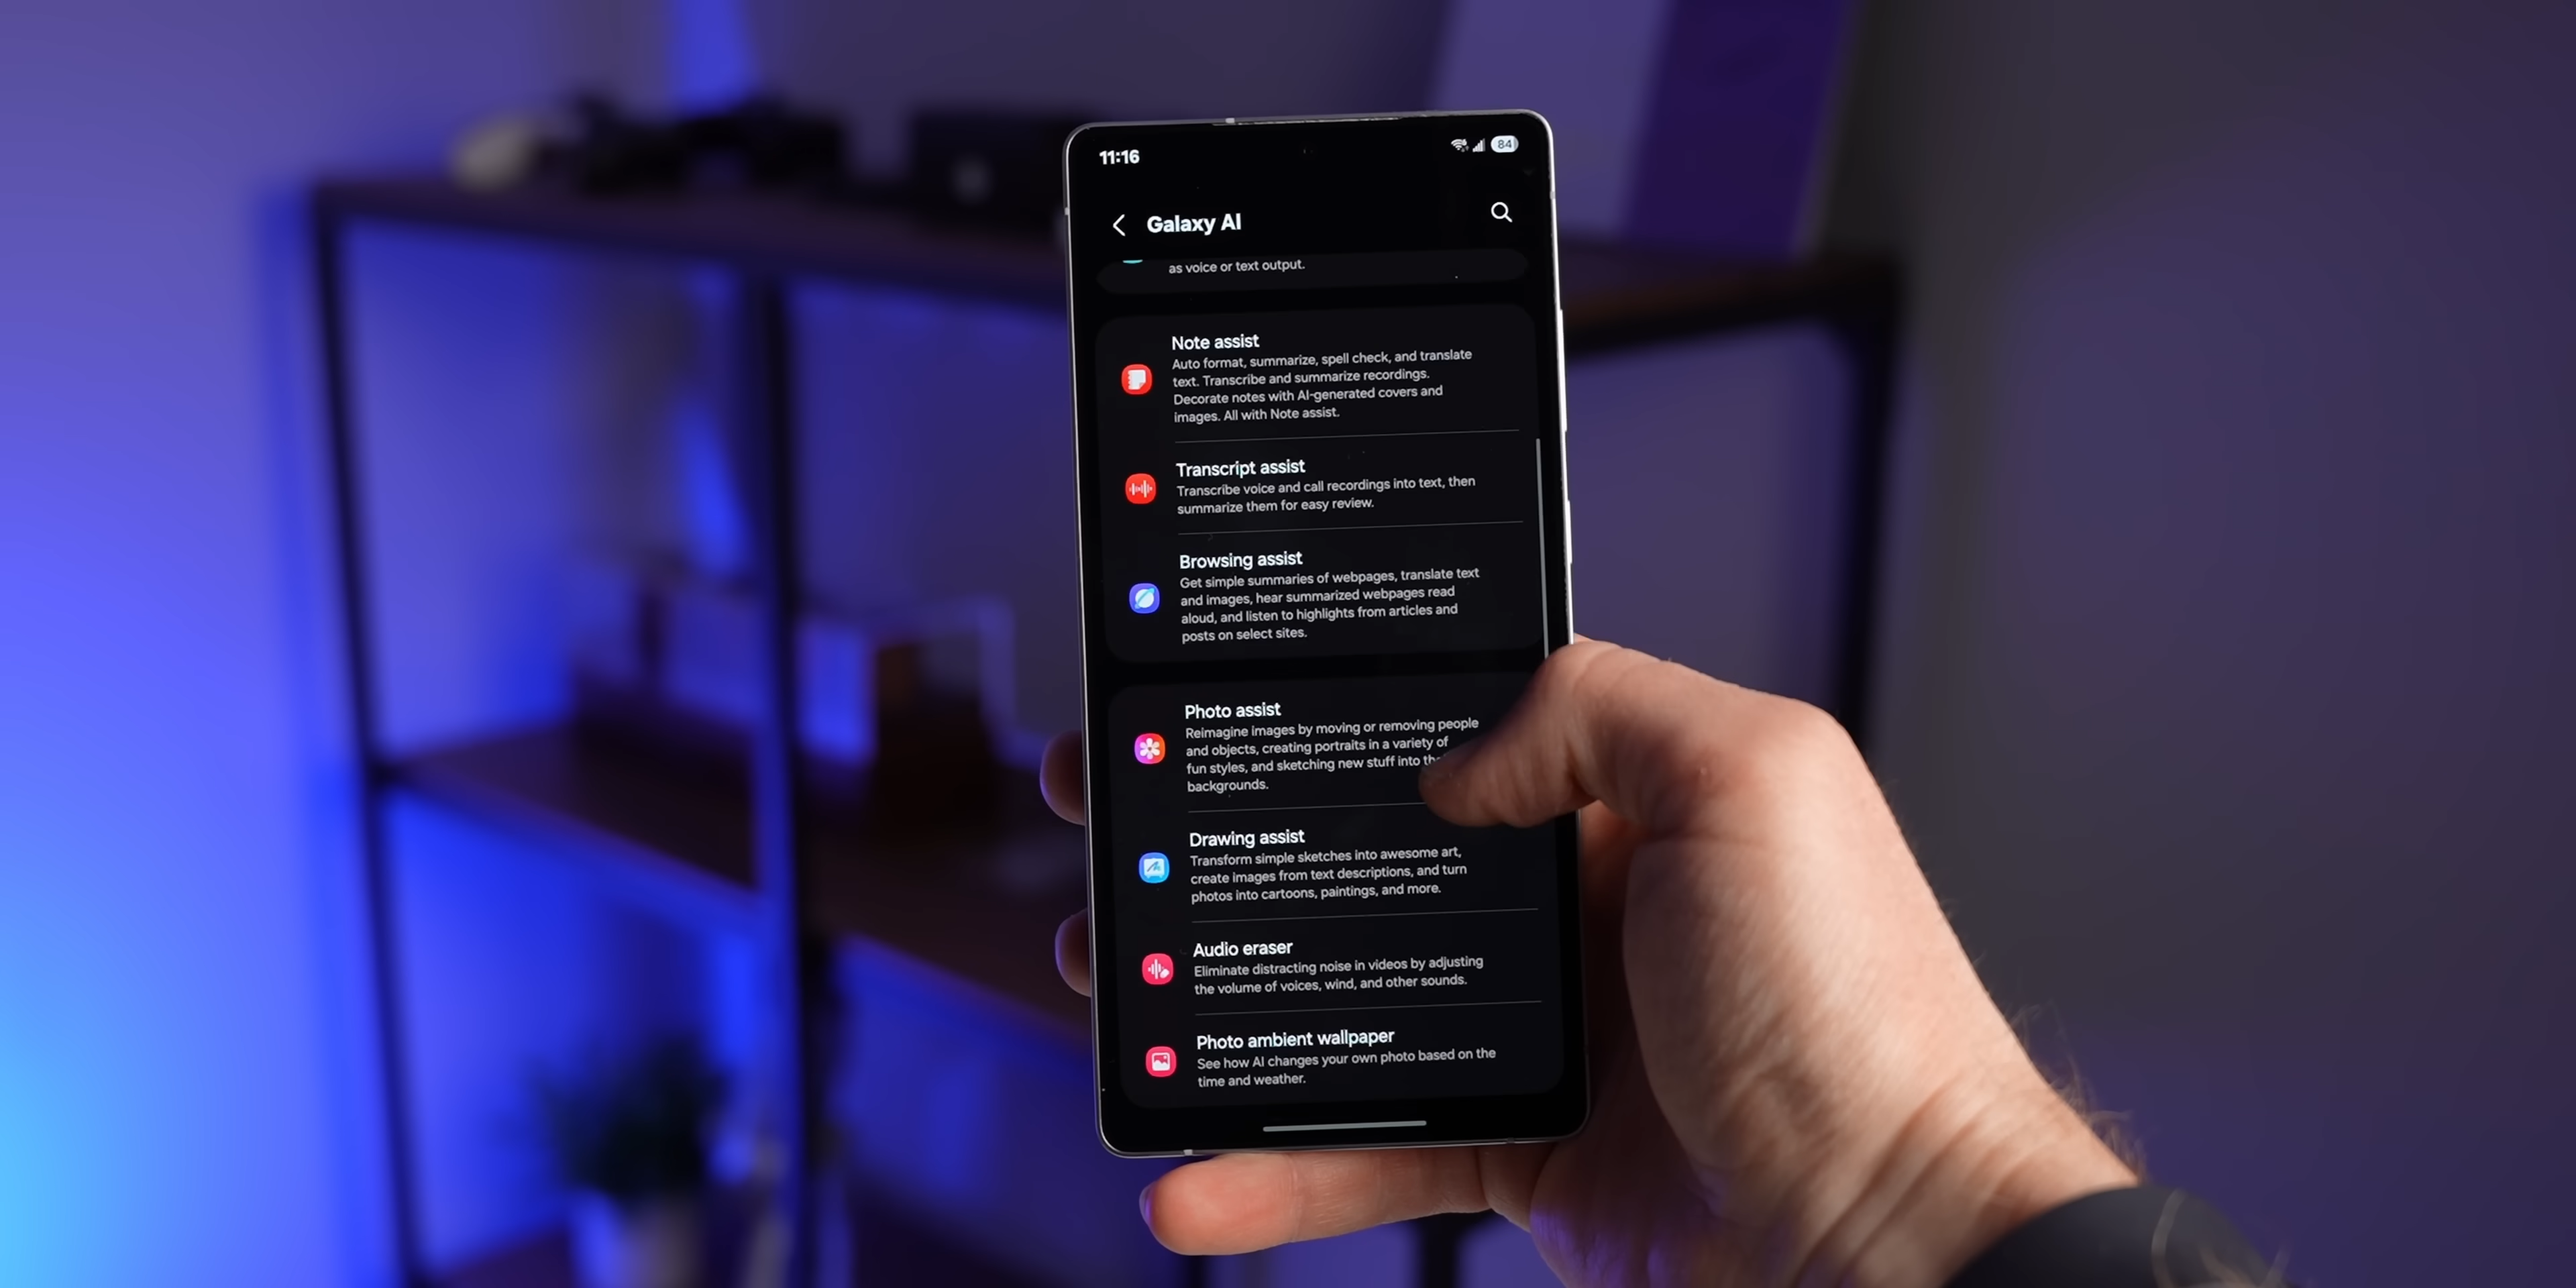 11:16
84
Galaxy AI
as voice or text output.
Note assist
Auto format, summarize, spell check, and translate
text. Transcribe and summarize recordings.
Decorate notes with AI-generated covers and
images. All with Note assist.
Transcript assist
Transcribe voice and call recordings into text, then
summarize them for easy review.
Browsing assist
Get simple summaries of webpages, translate text
and images, hear summarized webpages read
aloud, and listen to highlights from articles and
posts on select sites.
Photo assist
Reimagine images by moving or removing people
and objects, creating portraits in a variety of
fun styles, and sketching new stuff into
backgrounds.
Drawing assist
Transform simple sketches into awesome art,
create images from text descriptions, and turn
photos into cartoons, paintings, and more.
Audio eraser
Eliminate distracting noise in videos by adjusting
the volume of voices, wind, and other sounds.
Photo ambient wallpaper
See how AI changes your own photo based on the
time and weather.